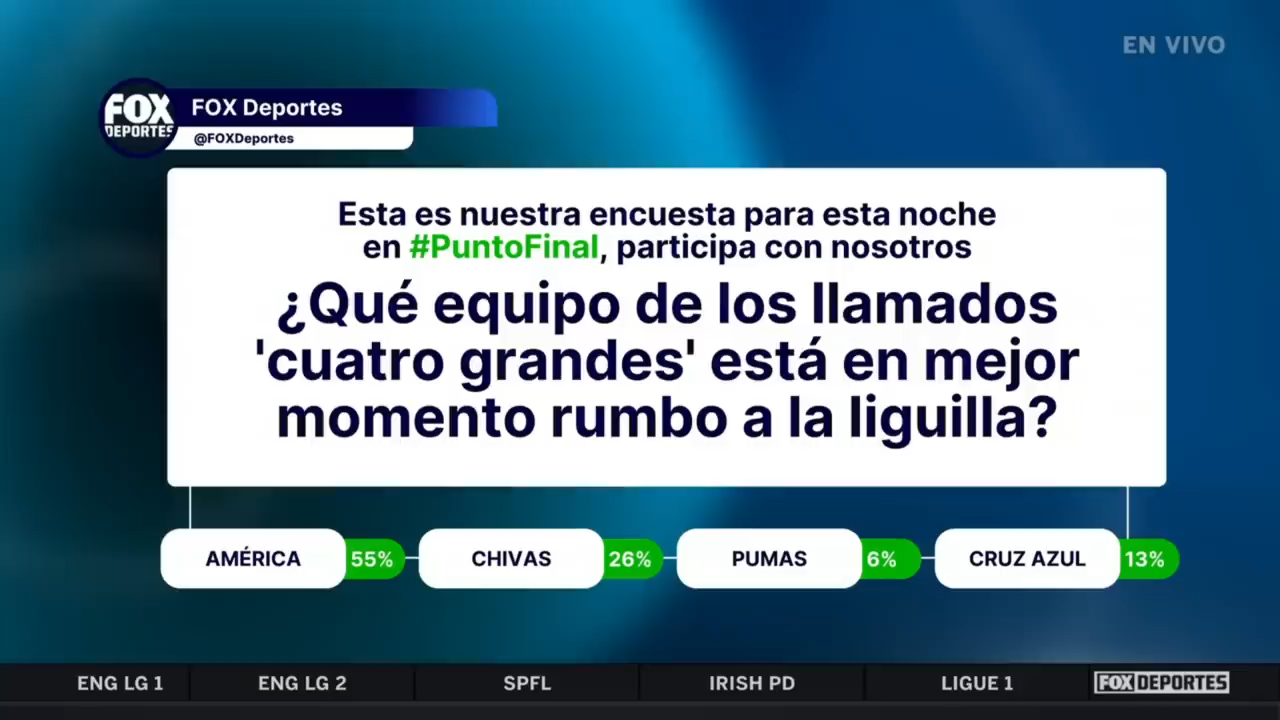 EN VIVO
FOX DEPORTES
FOX Deportes
@FOXDeportes
Esta es nuestra encuesta para esta noche
en #PuntoFinal, participa con nosotros
¿Qué equipo de los llamados
'cuatro grandes' está en mejor
momento rumbo a la liguilla?
AMÉRICA 55% CHIVAS 26% PUMAS 6% CRUZ AZUL 13%
ENG LG 1 ENG LG 2 SPFL IRISH PD LIGUE 1 FOX DEPORTES